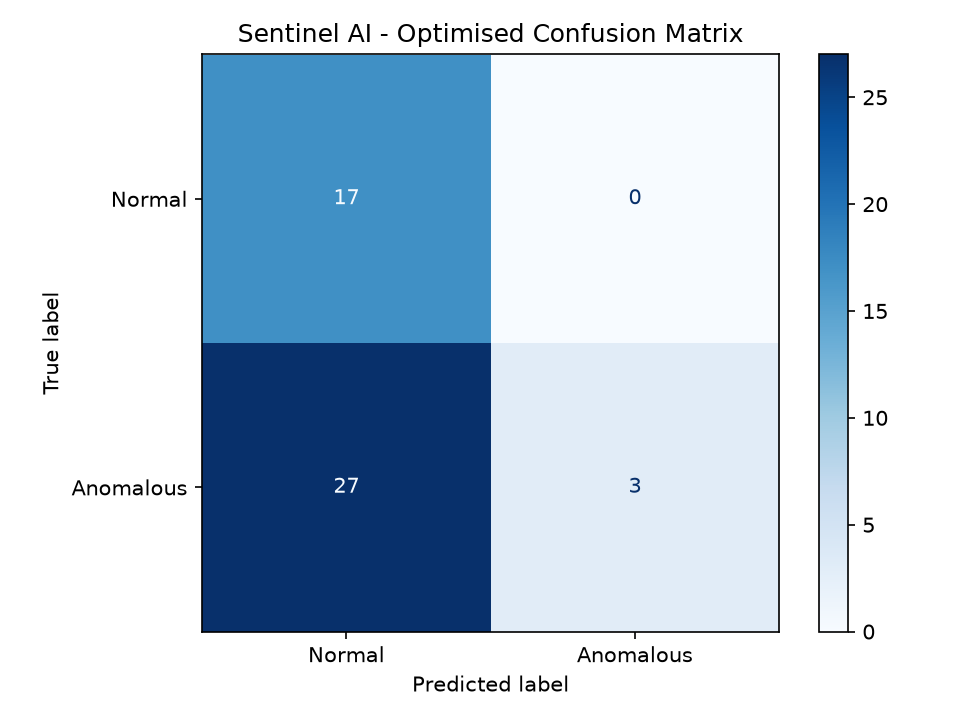 Sentinel AI - Optimised Confusion Matrix
25
Normal 17 0
20
True label
15
10
Anomalous 27 3
5
0
Normal Anomalous
Predicted label